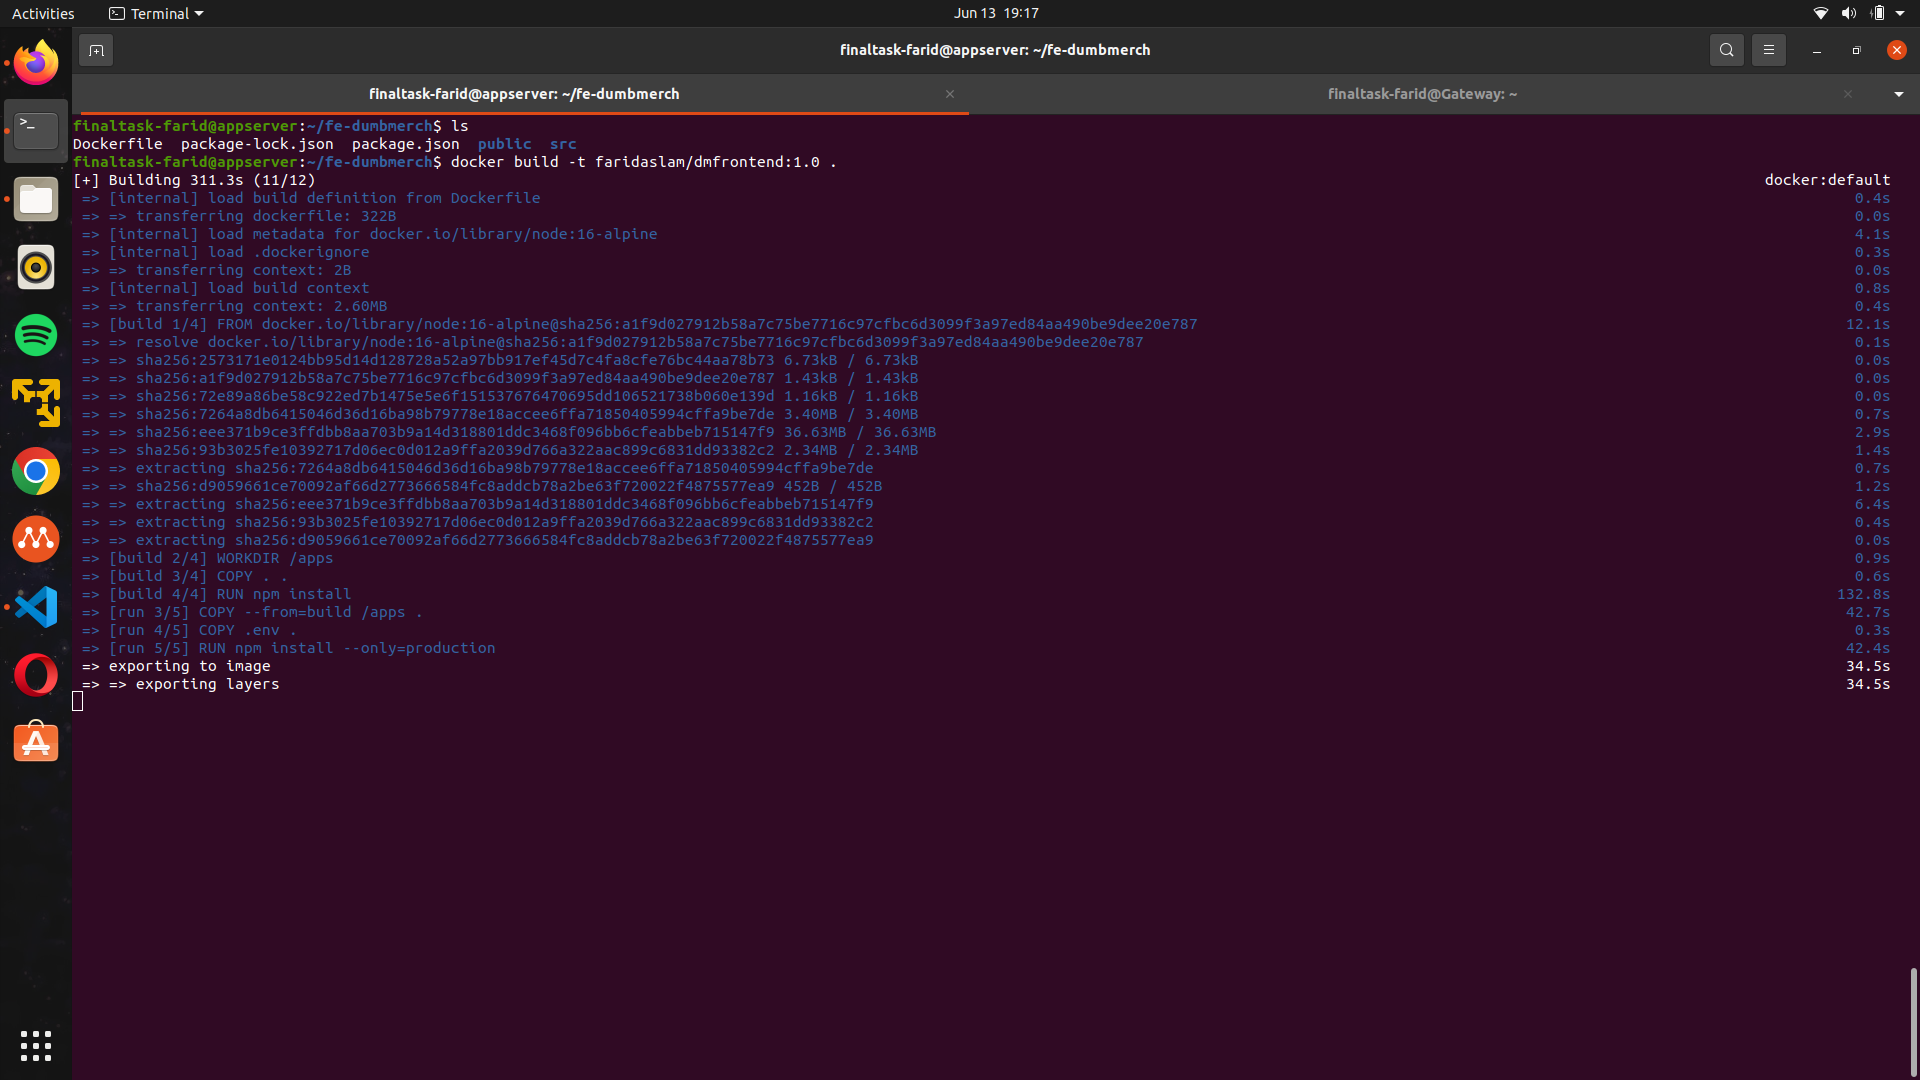 Activities Terminal Jun 13 19:17
finaltask-farid@appserver: ~/fe-dumbmerch
finaltask-farid@appserver: ~/fe-dumbmerch finaltask-farid@Gateway: ~
finaltask-farid@appserver:~/fe-dumbmerch$ ls
Dockerfile package-lock.json package.json public src
finaltask-farid@appserver:~/fe-dumbmerch$ docker build -t faridaslam/dmfrontend:1.0 .
[+] Building 311.3s (11/12) docker:default
=> [internal] load build definition from Dockerfile 0.4s
=> => transferring dockerfile: 322B 0.0s
=> [internal] load metadata for docker.io/library/node:16-alpine 4.1s
=> [internal] load .dockerignore 0.3s
=> => transferring context: 2B 0.0s
=> [internal] load build context 0.8s
=> => transferring context: 2.60MB 0.4s
=> [build 1/4] FROM docker.io/library/node:16-alpine@sha256:a1f9d027912b58a7c75be7716c97cfbc6d3099f3a97ed84aa490be9dee20e787 12.1s
=> => resolve docker.io/library/node:16-alpine@sha256:a1f9d027912b58a7c75be7716c97cfbc6d3099f3a97ed84aa490be9dee20e787 0.1s
=> => sha256:2573171e0124bb95d14d128728a52a97bb917ef45d7c4fa8cfe76bc44aa78b73 6.73kB / 6.73kB 0.0s
=> => sha256:a1f9d027912b58a7c75be7716c97cfbc6d3099f3a97ed84aa490be9dee20e787 1.43kB / 1.43kB 0.0s
=> => sha256:72e89a86be58c922ed7b1475e5e6f151537676470695dd106521738b060e139d 1.16kB / 1.16kB 0.0s
=> => sha256:7264a8db6415046d36d16ba98b79778e18accee6ffa71850405994cffa9be7de 3.40MB / 3.40MB 0.7s
=> => sha256:eee371b9ce3ffdbb8aa703b9a14d318801ddc3468f096bb6cfeabbeb715147f9 36.63MB / 36.63MB 2.9s
=> => sha256:93b3025fe10392717d06ec0d012a9ffa2039d766a322aac899c6831dd93382c2 2.34MB / 2.34MB 1.4s
=> => extracting sha256:7264a8db6415046d36d16ba98b79778e18accee6ffa71850405994cffa9be7de 0.7s
=> => sha256:d9059661ce70092af66d2773666584fc8addcb78a2be63f720022f4875577ea9 452B / 452B 1.2s
=> => extracting sha256:eee371b9ce3ffdbb8aa703b9a14d318801ddc3468f096bb6cfeabbeb715147f9 6.4s
=> => extracting sha256:93b3025fe10392717d06ec0d012a9ffa2039d766a322aac899c6831dd93382c2 0.4s
=> => extracting sha256:d9059661ce70092af66d2773666584fc8addcb78a2be63f720022f4875577ea9 0.0s
=> [build 2/4] WORKDIR /apps 0.9s
=> [build 3/4] COPY . . 0.6s
=> [build 4/4] RUN npm install 132.8s
=> [run 3/5] COPY --from=build /apps . 42.7s
=> [run 4/5] COPY .env . 0.3s
=> [run 5/5] RUN npm install --only=production 42.4s
=> exporting to image 34.5s
=> => exporting layers 34.5s